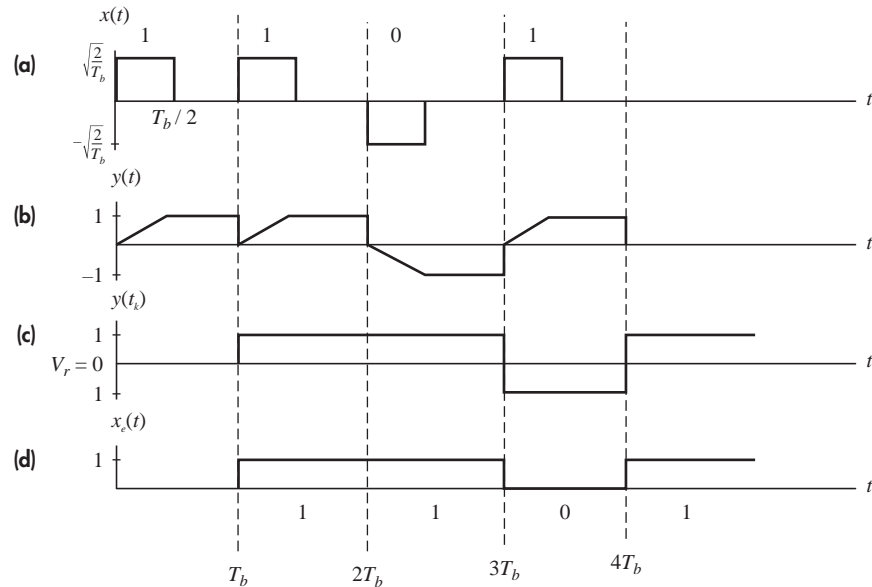 x(t)
1 1 0 1
(a)
√(2/T_b)
T_b / 2
t
−√(2/T_b)
y(t)
(b)
1
t
−1
y(t_k)
(c)
1
V_r = 0
t
1
x_e(t)
(d)
1
t
1 1 0 1
T_b 2T_b 3T_b 4T_b